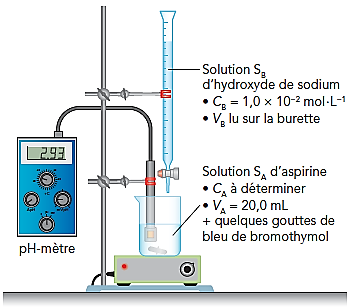 Solution S_B
d'hydroxyde de sodium
• C_B = 1,0 × 10⁻² mol·L⁻¹
• V_B lu sur la burette
2.93
Solution S_A d'aspirine
• C_A à déterminer
• V_A = 20,0 mL
+ quelques gouttes de
bleu de bromothymol
pH-mètre